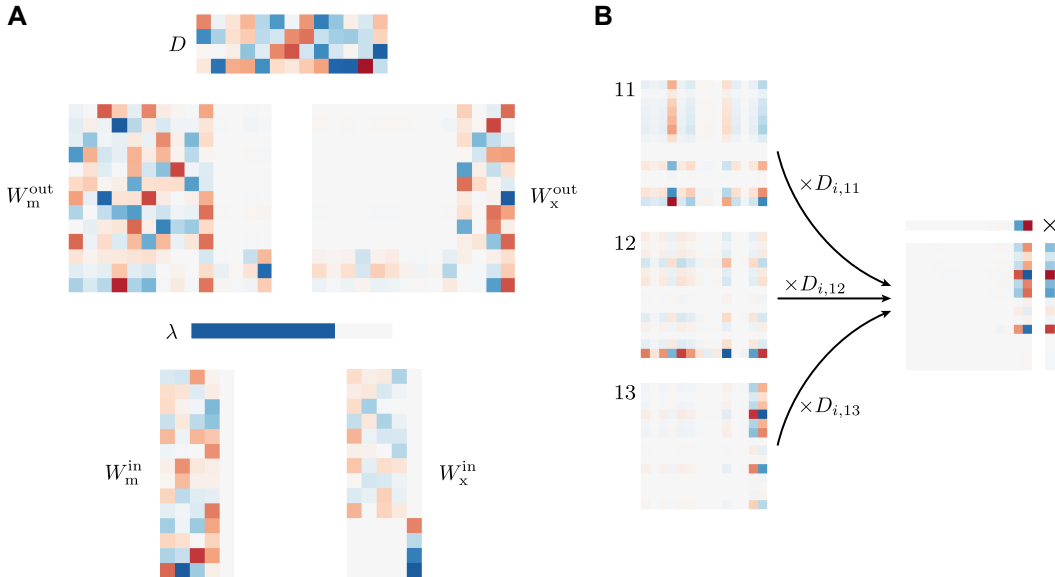 A
D
W_m^out
W_x^out
λ
W_m^in
W_x^in
B
11
×D_{i,11}
12
×D_{i,12}
13
×D_{i,13}
×